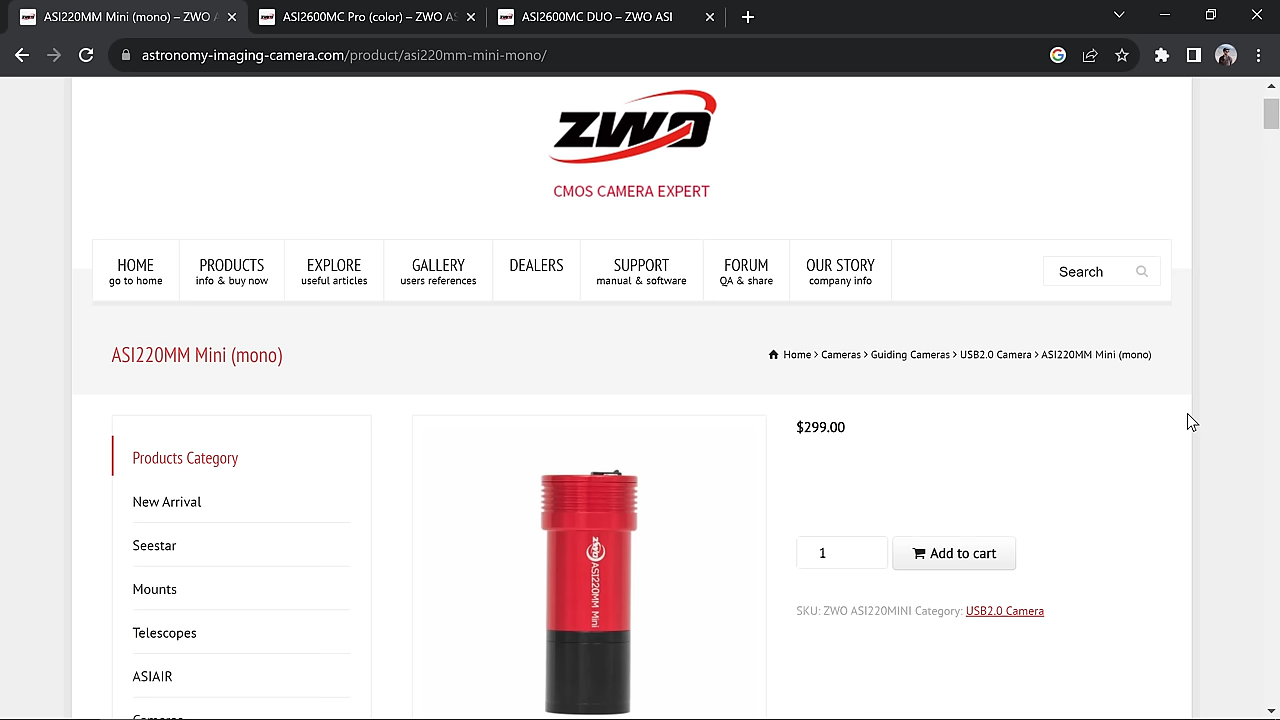 ASI220MM Mini (mono) – ZWO A
ASI2600MC Pro (color) – ZWO AS
ASI2600MC DUO – ZWO ASI
astronomy-imaging-camera.com/product/asi220mm-mini-mono/
ZWO
CMOS CAMERA EXPERT
HOME
go to home
PRODUCTS
info & buy now
EXPLORE
useful articles
GALLERY
users references
DEALERS
SUPPORT
manual & software
FORUM
QA & share
OUR STORY
company info
Search
ASI220MM Mini (mono)
Home › Cameras › Guiding Cameras › USB2.0 Camera › ASI220MM Mini (mono)
Products Category
New Arrival
Seestar
Mounts
Telescopes
ASIAIR
Cameras
ZWO ASI220MM Mini
$299.00
1
Add to cart
SKU: ZWO ASI220MINI Category: USB2.0 Camera